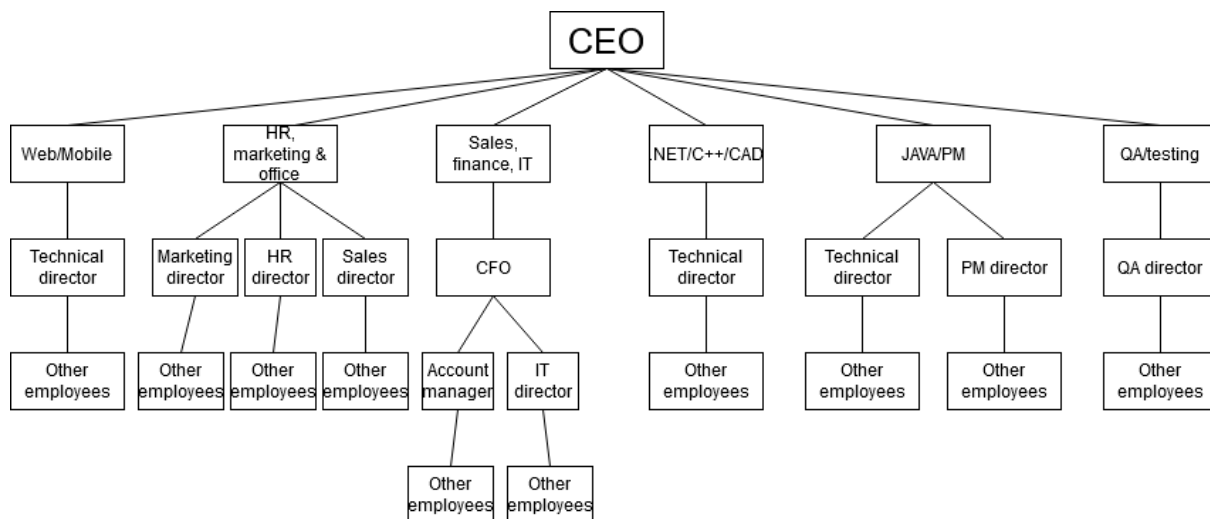 CEO
Web/Mobile
HR,
marketing &
office
Sales,
finance, IT
.NET/C++/CAD
JAVA/PM
QA/testing
Technical
director
Marketing
director
HR
director
Sales
director
CFO
Technical
director
Technical
director
PM director
QA director
Other
employees
Other
employees
Other
employees
Other
employees
Account
manager
IT
director
Other
employees
Other
employees
Other
employees
Other
employees
Other
employees
Other
employees